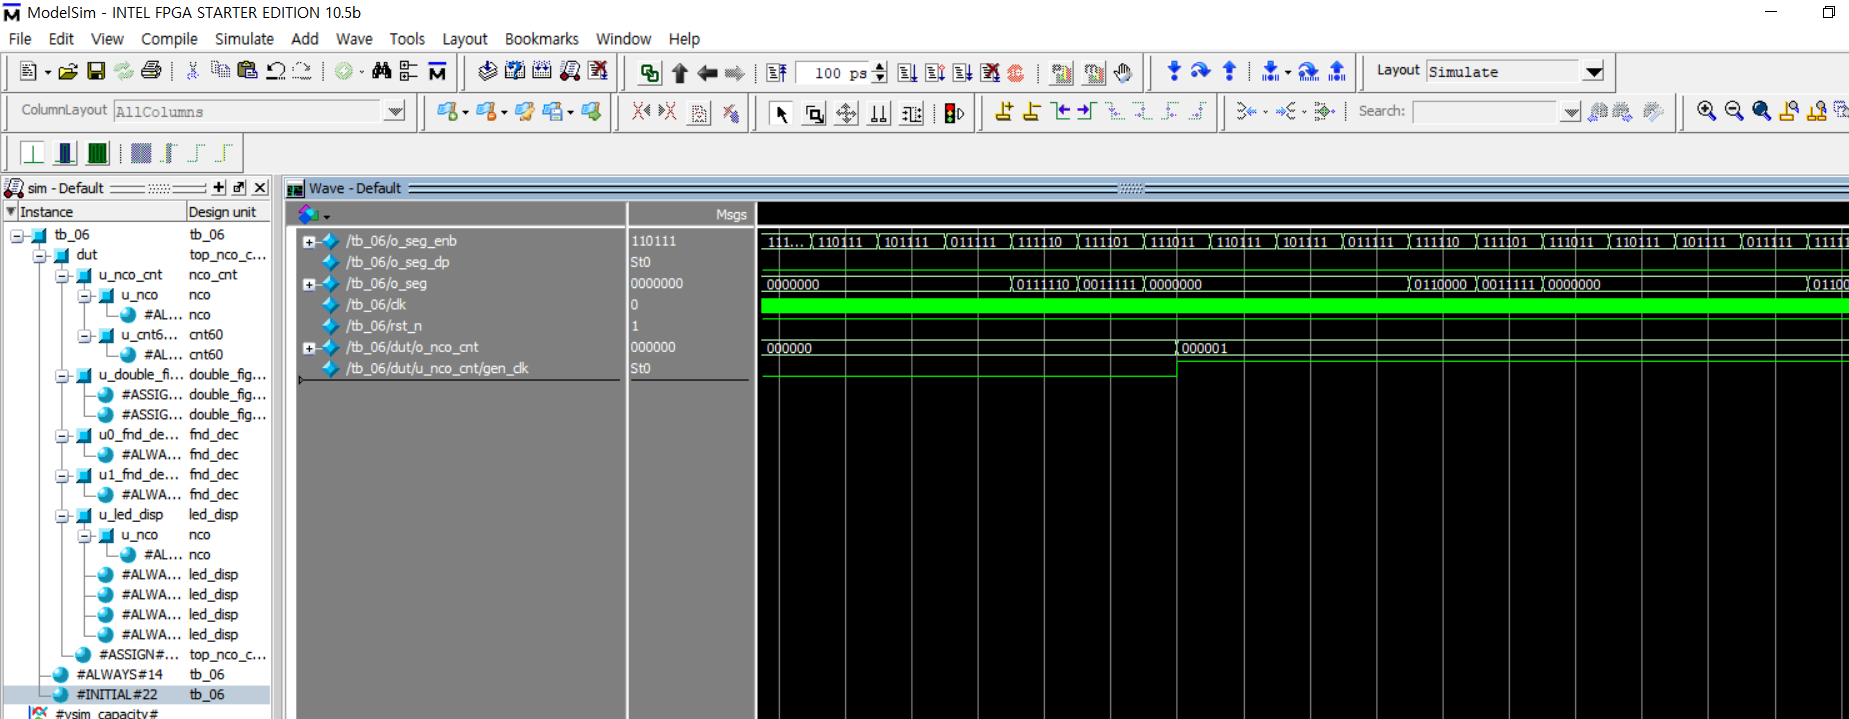 ModelSim - INTEL FPGA STARTER EDITION 10.5b
File Edit View Compile Simulate Add Wave Tools Layout Bookmarks Window Help
100 ps
Layout Simulate
ColumnLayout AllColumns
Search:
sim - Default
Instance Design unit
tb_06 tb_06
dut top_nco_c...
u_nco_cnt nco_cnt
u_nco nco
#AL... nco
u_cnt6... cnt60
#AL... cnt60
u_double_fi... double_fig...
#ASSIG... double_fig...
#ASSIG... double_fig...
u0_fnd_de... fnd_dec
#ALWA... fnd_dec
u1_fnd_de... fnd_dec
#ALWA... fnd_dec
u_led_disp led_disp
u_nco nco
#AL... nco
#ALWA... led_disp
#ALWA... led_disp
#ALWA... led_disp
#ALWA... led_disp
#ASSIGN#... top_nco_c...
#ALWAYS#14 tb_06
#INITIAL#22 tb_06
#vsim_capacity#
Wave - Default
Msgs
/tb_06/o_seg_enb 110111 111... 110111 101111 011111 111110 111101 111011 110111 101111 011111 111110 111101 111011 110111 101111 011111 11111
/tb_06/o_seg_dp St0
/tb_06/o_seg 0000000 0000000 0111110 0011111 0000000 0110000 0011111 0000000 01100
/tb_06/clk 0
/tb_06/rst_n 1
/tb_06/dut/o_nco_cnt 000000 000000 000001
/tb_06/dut/u_nco_cnt/gen_clk St0